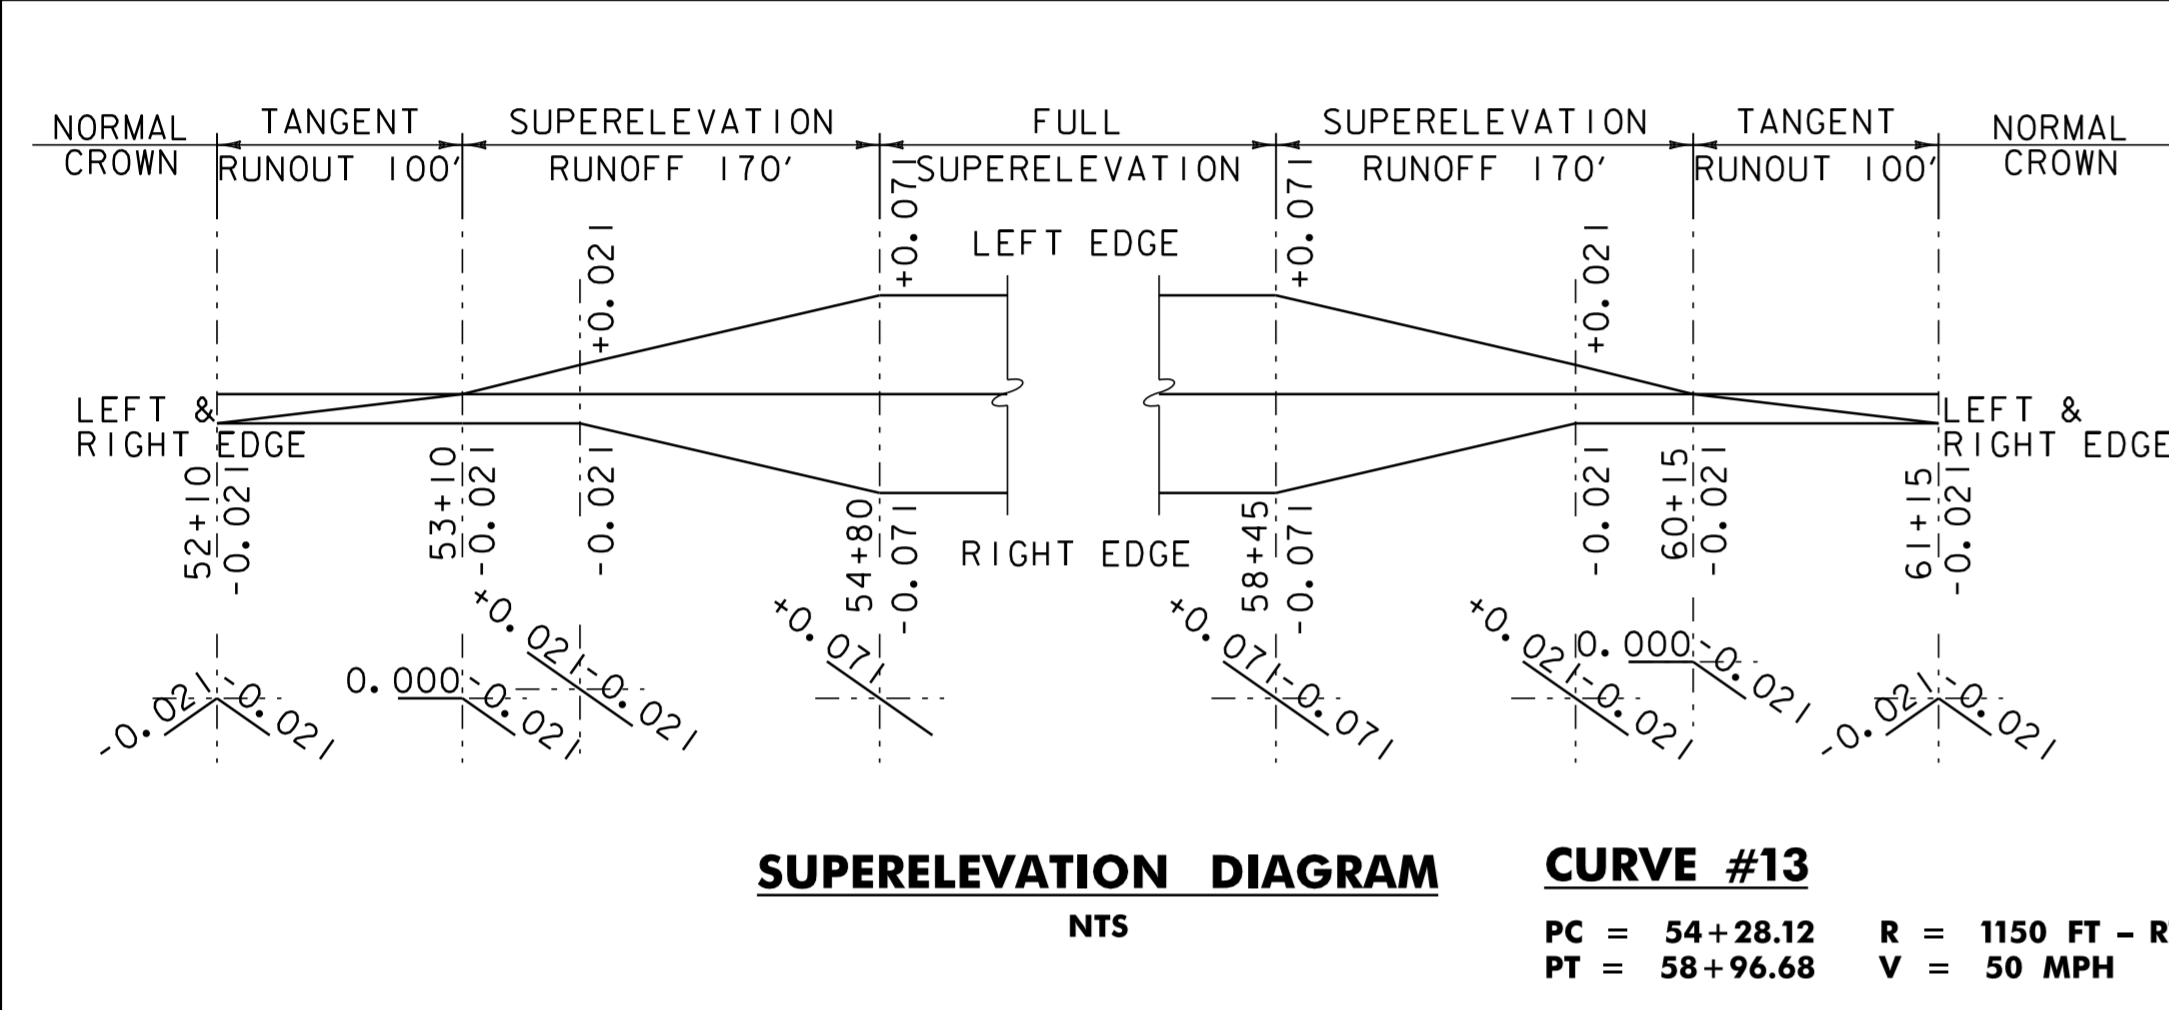 NORMAL
CROWN
TANGENT
RUNOUT 100'
SUPERELEVATION
RUNOFF 170'
FULL
SUPERELEVATION
SUPERELEVATION
RUNOFF 170'
TANGENT
RUNOUT 100'
NORMAL
CROWN
+0.021
+0.071
+0.071
+0.021
LEFT EDGE
LEFT &
RIGHT EDGE
LEFT &
RIGHT EDGE
52+10
-0.021
53+10
-0.021
-0.021
54+80
-0.071
RIGHT EDGE
58+45
-0.071
-0.021
60+15
-0.021
61+15
-0.021
-0.021
-0.021
0.000
-0.021
+0.021
-0.021
+0.071
+0.071
-0.071
+0.021
-0.021
0.000
-0.021
-0.021
-0.021
SUPERELEVATION DIAGRAM
NTS
CURVE #13
PC = 54+28.12 R = 1150 FT - R
PT = 58+96.68 V = 50 MPH